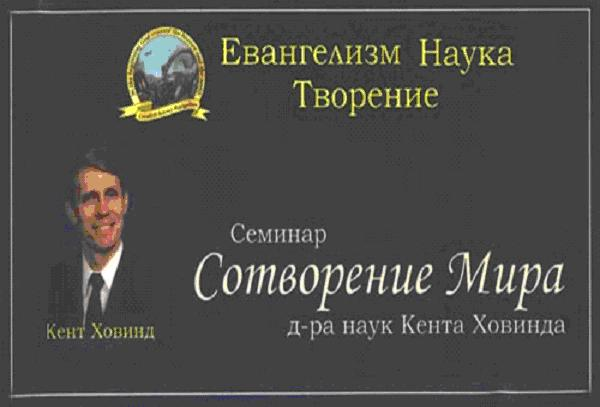 Евангелизм Наука
Творение
Семинар
Сотворение Мира
д-ра наук Кента Ховинда
Кент Ховинд